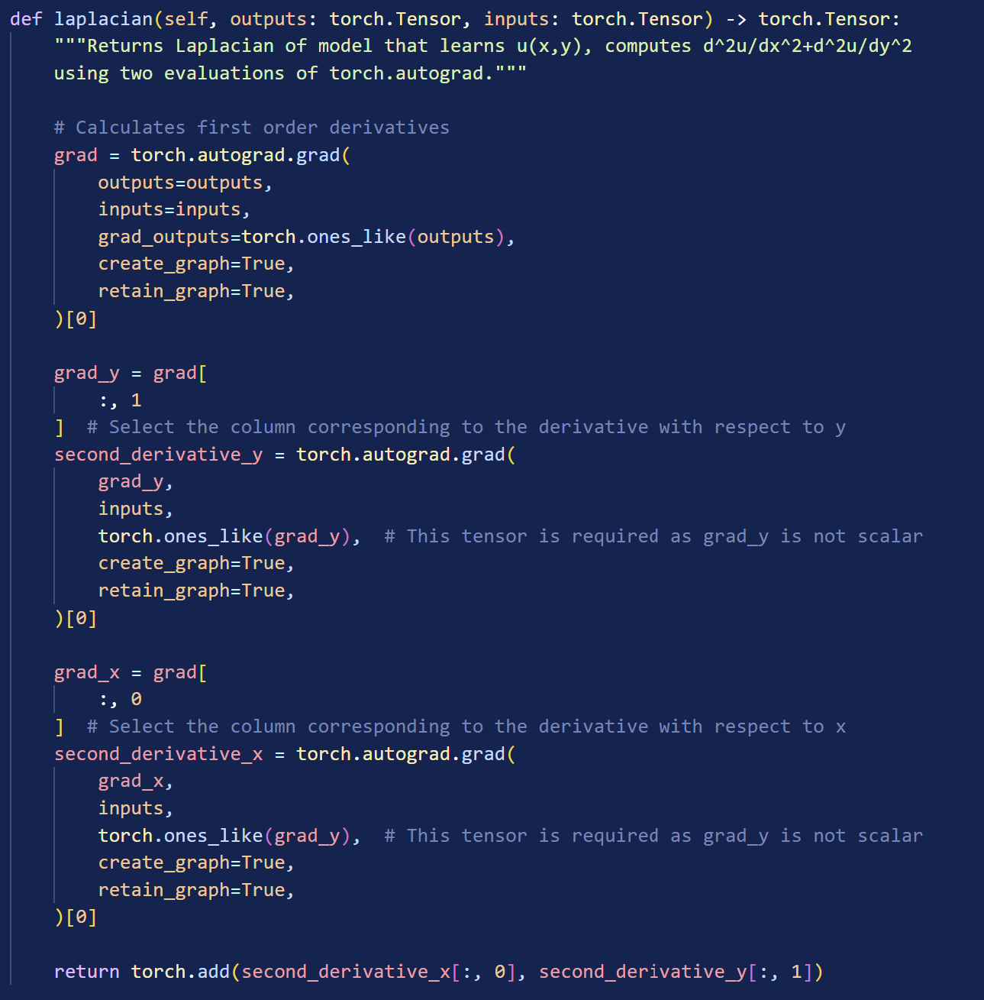 def laplacian(self, outputs: torch.Tensor, inputs: torch.Tensor) -> torch.Tensor:
    """Returns Laplacian of model that learns u(x,y), computes d^2u/dx^2+d^2u/dy^2
    using two evaluations of torch.autograd."""

    # Calculates first order derivatives
    grad = torch.autograd.grad(
        outputs=outputs,
        inputs=inputs,
        grad_outputs=torch.ones_like(outputs),
        create_graph=True,
        retain_graph=True,
    )[0]

    grad_y = grad[
        :, 1
    ]  # Select the column corresponding to the derivative with respect to y
    second_derivative_y = torch.autograd.grad(
        grad_y,
        inputs,
        torch.ones_like(grad_y),  # This tensor is required as grad_y is not scalar
        create_graph=True,
        retain_graph=True,
    )[0]

    grad_x = grad[
        :, 0
    ]  # Select the column corresponding to the derivative with respect to x
    second_derivative_x = torch.autograd.grad(
        grad_x,
        inputs,
        torch.ones_like(grad_y),  # This tensor is required as grad_y is not scalar
        create_graph=True,
        retain_graph=True,
    )[0]

    return torch.add(second_derivative_x[:, 0], second_derivative_y[:, 1])